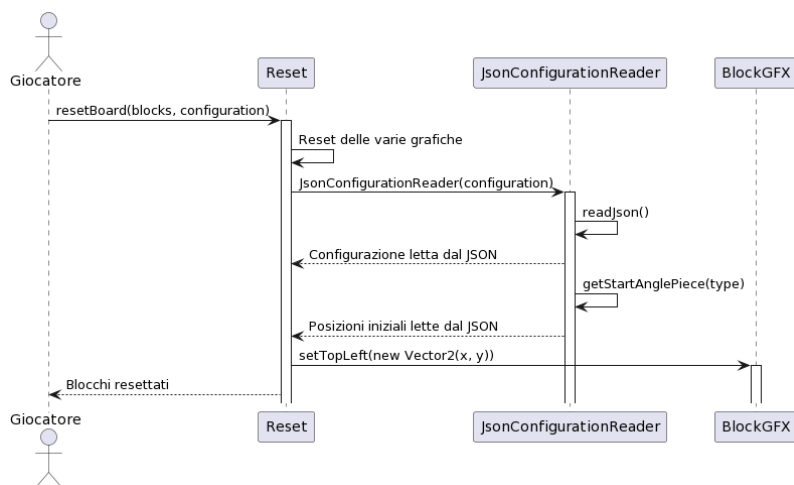 Giocatore
Reset
JsonConfigurationReader
BlockGFX
resetBoard(blocks, configuration)
Reset delle varie grafiche
JsonConfigurationReader(configuration)
readJson()
Configurazione letta dal JSON
getStartAnglePiece(type)
Posizioni iniziali lette dal JSON
setTopLeft(new Vector2(x, y))
Blocchi resettati
Giocatore
Reset
JsonConfigurationReader
BlockGFX